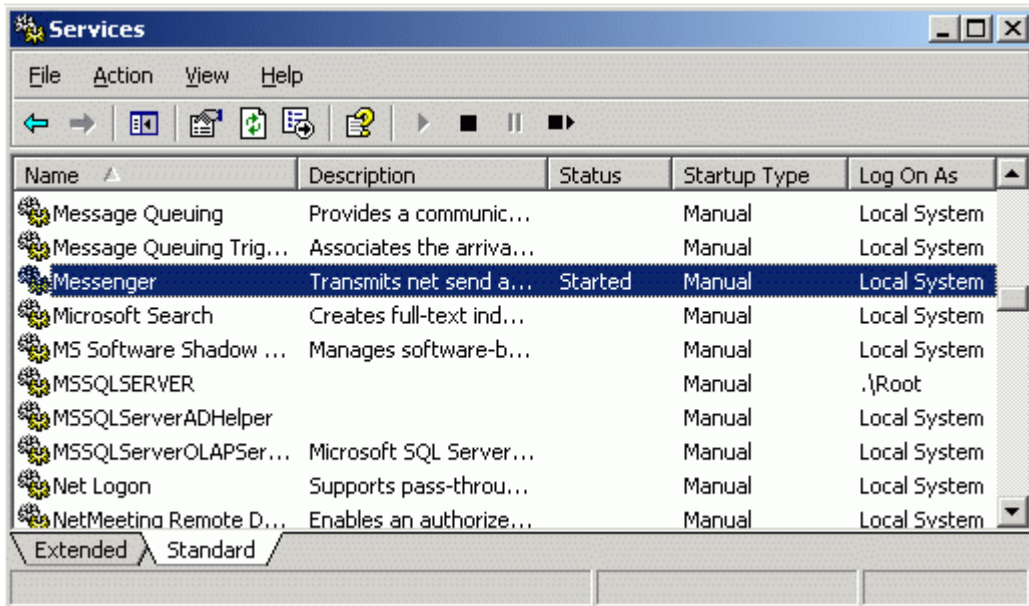 Services
File Action View Help
Name Description Status Startup Type Log On As
Message Queuing Provides a communic... Manual Local System
Message Queuing Trig... Associates the arriva... Manual Local System
Messenger Transmits net send a... Started Manual Local System
Microsoft Search Creates full-text ind... Manual Local System
MS Software Shadow ... Manages software-b... Manual Local System
MSSQLSERVER Manual .\Root
MSSQLServerADHelper Manual Local System
MSSQLServerOLAPSer... Microsoft SQL Server... Manual Local System
Net Logon Supports pass-throu... Manual Local System
NetMeeting Remote D... Enables an authorize... Manual Local System
Extended Standard